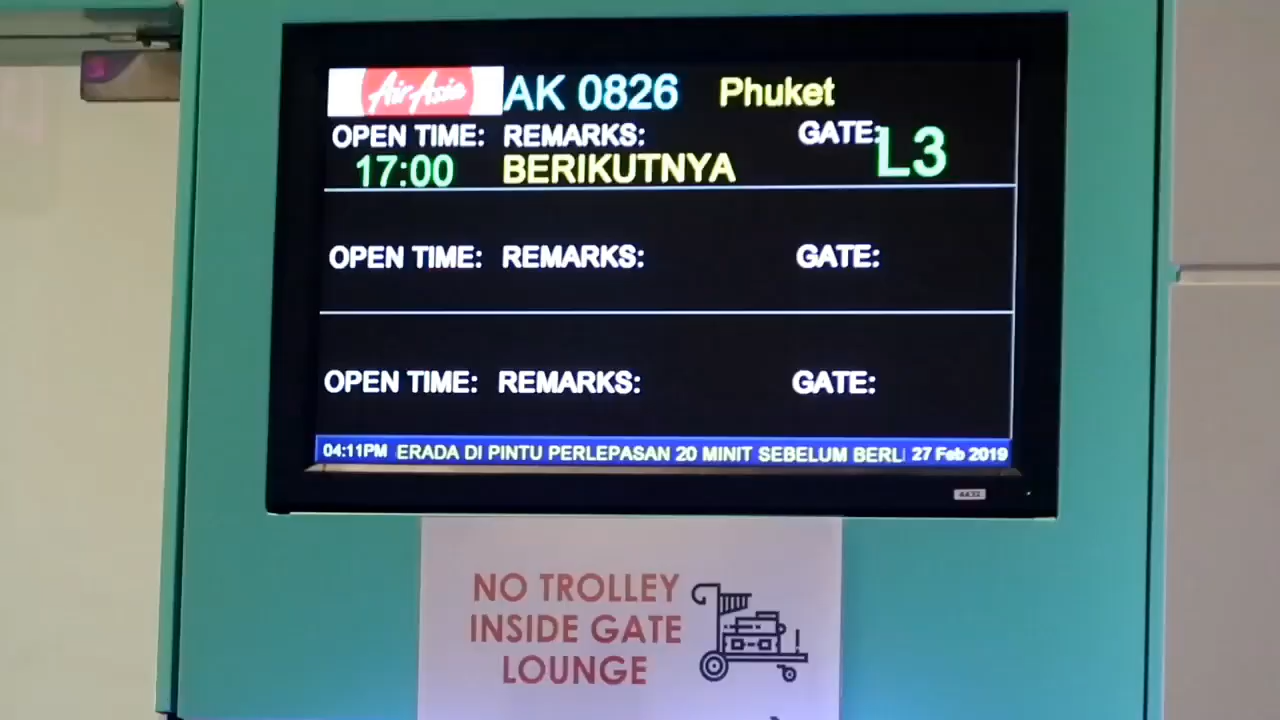 AirAsia AK 0826 Phuket
OPEN TIME: REMARKS: GATE:
17:00 BERIKUTNYA L3
OPEN TIME: REMARKS: GATE:
OPEN TIME: REMARKS: GATE:
04:11PM ERADA DI PINTU PERLEPASAN 20 MINIT SEBELUM BERL 27 Feb 2019
NO TROLLEY
INSIDE GATE
LOUNGE